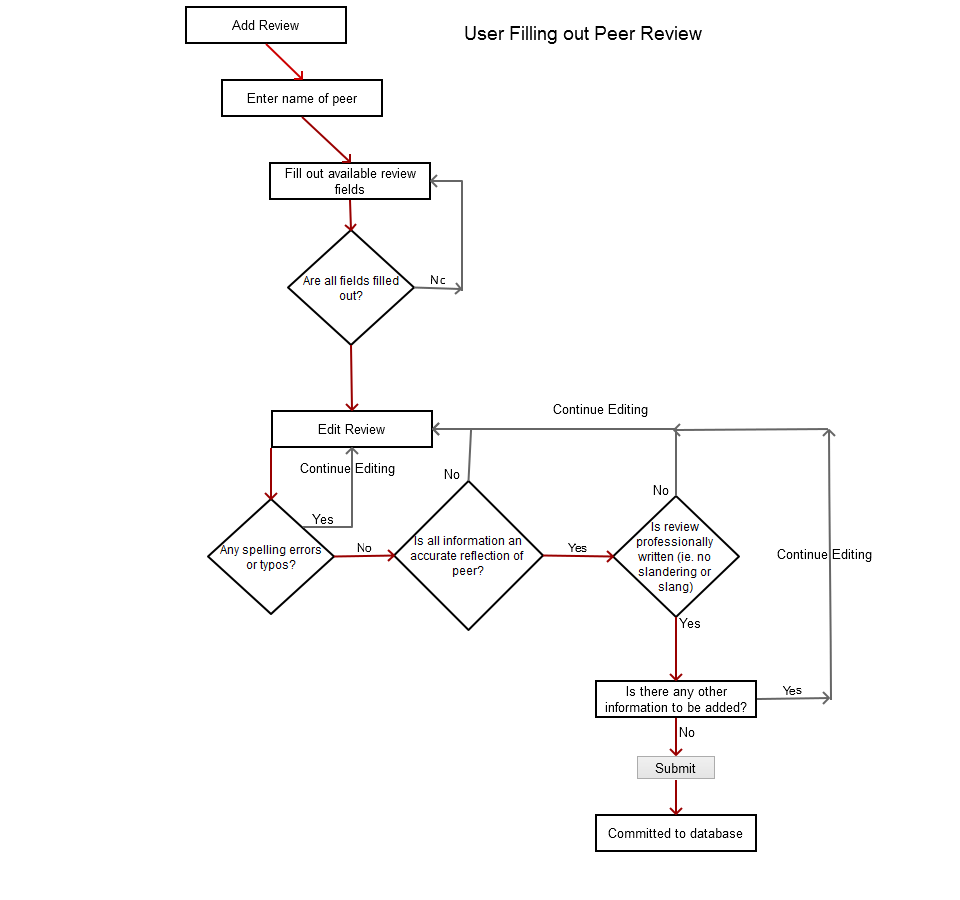 Add Review
User Filling out Peer Review
Enter name of peer
Fill out available review
fields
Are all fields filled
out?
Nc
Edit Review
Continue Editing
Continue Editing
Yes
Any spelling errors
or typos?
No
No
Is all information an
accurate reflection of
peer?
Yes
No
Is review
professionally
written (ie. no
slandering or
slang)
Continue Editing
Yes
Is there any other
information to be added?
Yes
No
Submit
Committed to database